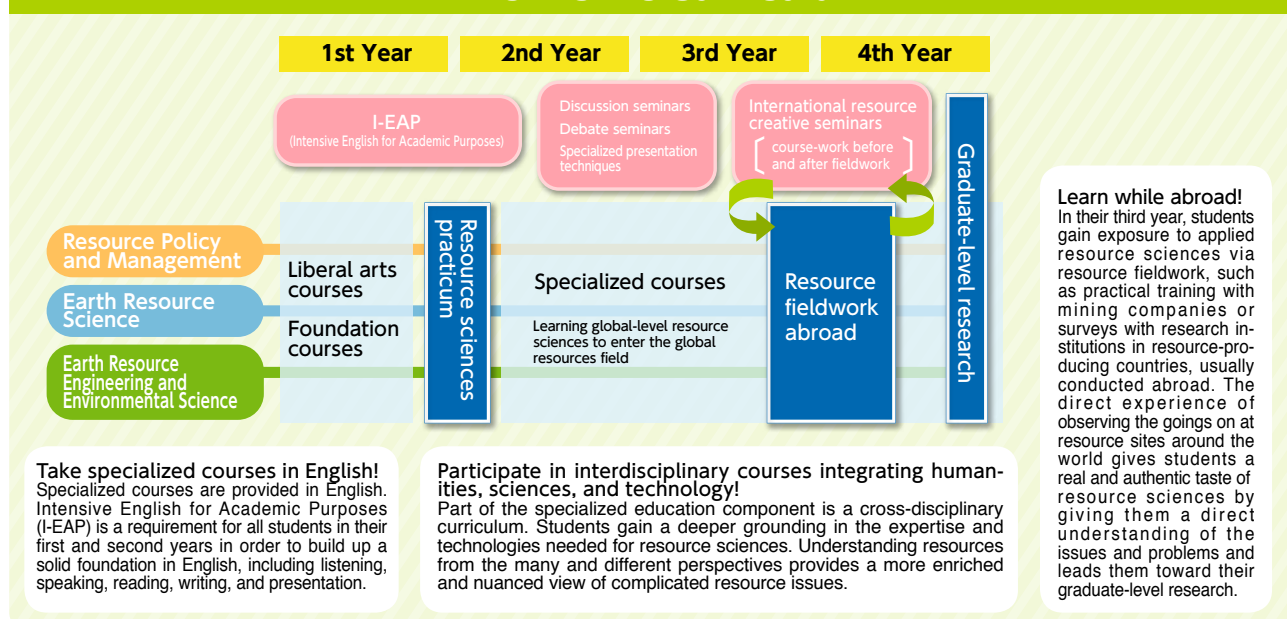 1st Year
2nd Year
3rd Year
4th Year
I-EAP
(Intensive English for Academic Purposes)
Discussion seminars
Debate seminars
Specialized presentation
techniques
International resource
creative seminars
course-work before
and after fieldwork
Graduate-level research
Resource Policy
and Management
Earth Resource
Science
Earth Resource
Engineering and
Environmental Science
Liberal arts
courses
Foundation
courses
Resource sciences
practicum
Specialized courses
Learning global-level resource
sciences to enter the global
resources field
Resource
fieldwork
abroad
Learn while abroad!
In their third year, students
gain exposure to applied
resource sciences via
resource fieldwork, such
as practical training with
mining companies or
surveys with research in-
stitutions in resource-pro-
ducing countries, usually
conducted abroad. The
direct experience of
observing the goings on at
resource sites around the
world gives students a
real and authentic taste of
resource sciences by
giving them a direct
understanding of the
issues and problems and
leads them toward their
graduate-level research.
Take specialized courses in English!
Specialized courses are provided in English.
Intensive English for Academic Purposes
(I-EAP) is a requirement for all students in their
first and second years in order to build up a
solid foundation in English, including listening,
speaking, reading, writing, and presentation.
Participate in interdisciplinary courses integrating human-
ities, sciences, and technology!
Part of the specialized education component is a cross-disciplinary
curriculum. Students gain a deeper grounding in the expertise and
technologies needed for resource sciences. Understanding resources
from the many and different perspectives provides a more enriched
and nuanced view of complicated resource issues.